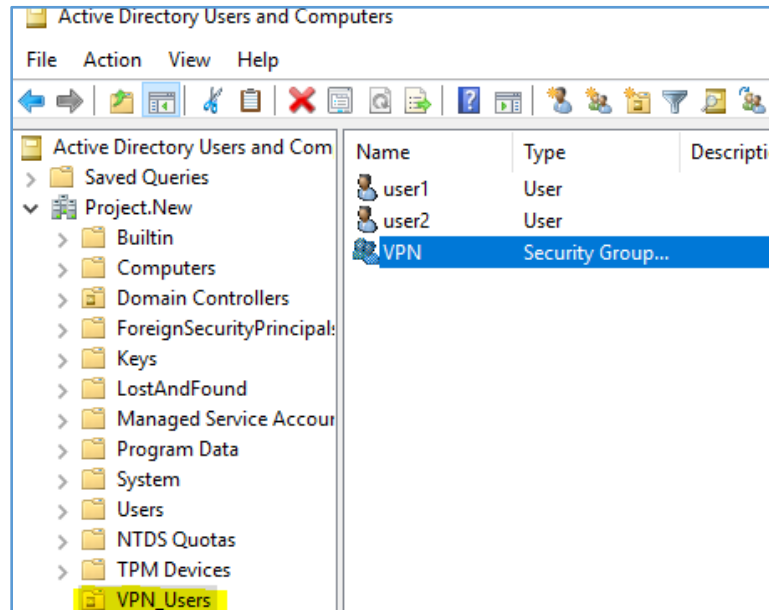 Active Directory Users and Computers
File Action View Help
Active Directory Users and Com
Saved Queries
Project.New
Builtin
Computers
Domain Controllers
ForeignSecurityPrincipals
Keys
LostAndFound
Managed Service Accour
Program Data
System
Users
NTDS Quotas
TPM Devices
VPN_Users
Name Type Descripti
user1 User
user2 User
VPN Security Group...